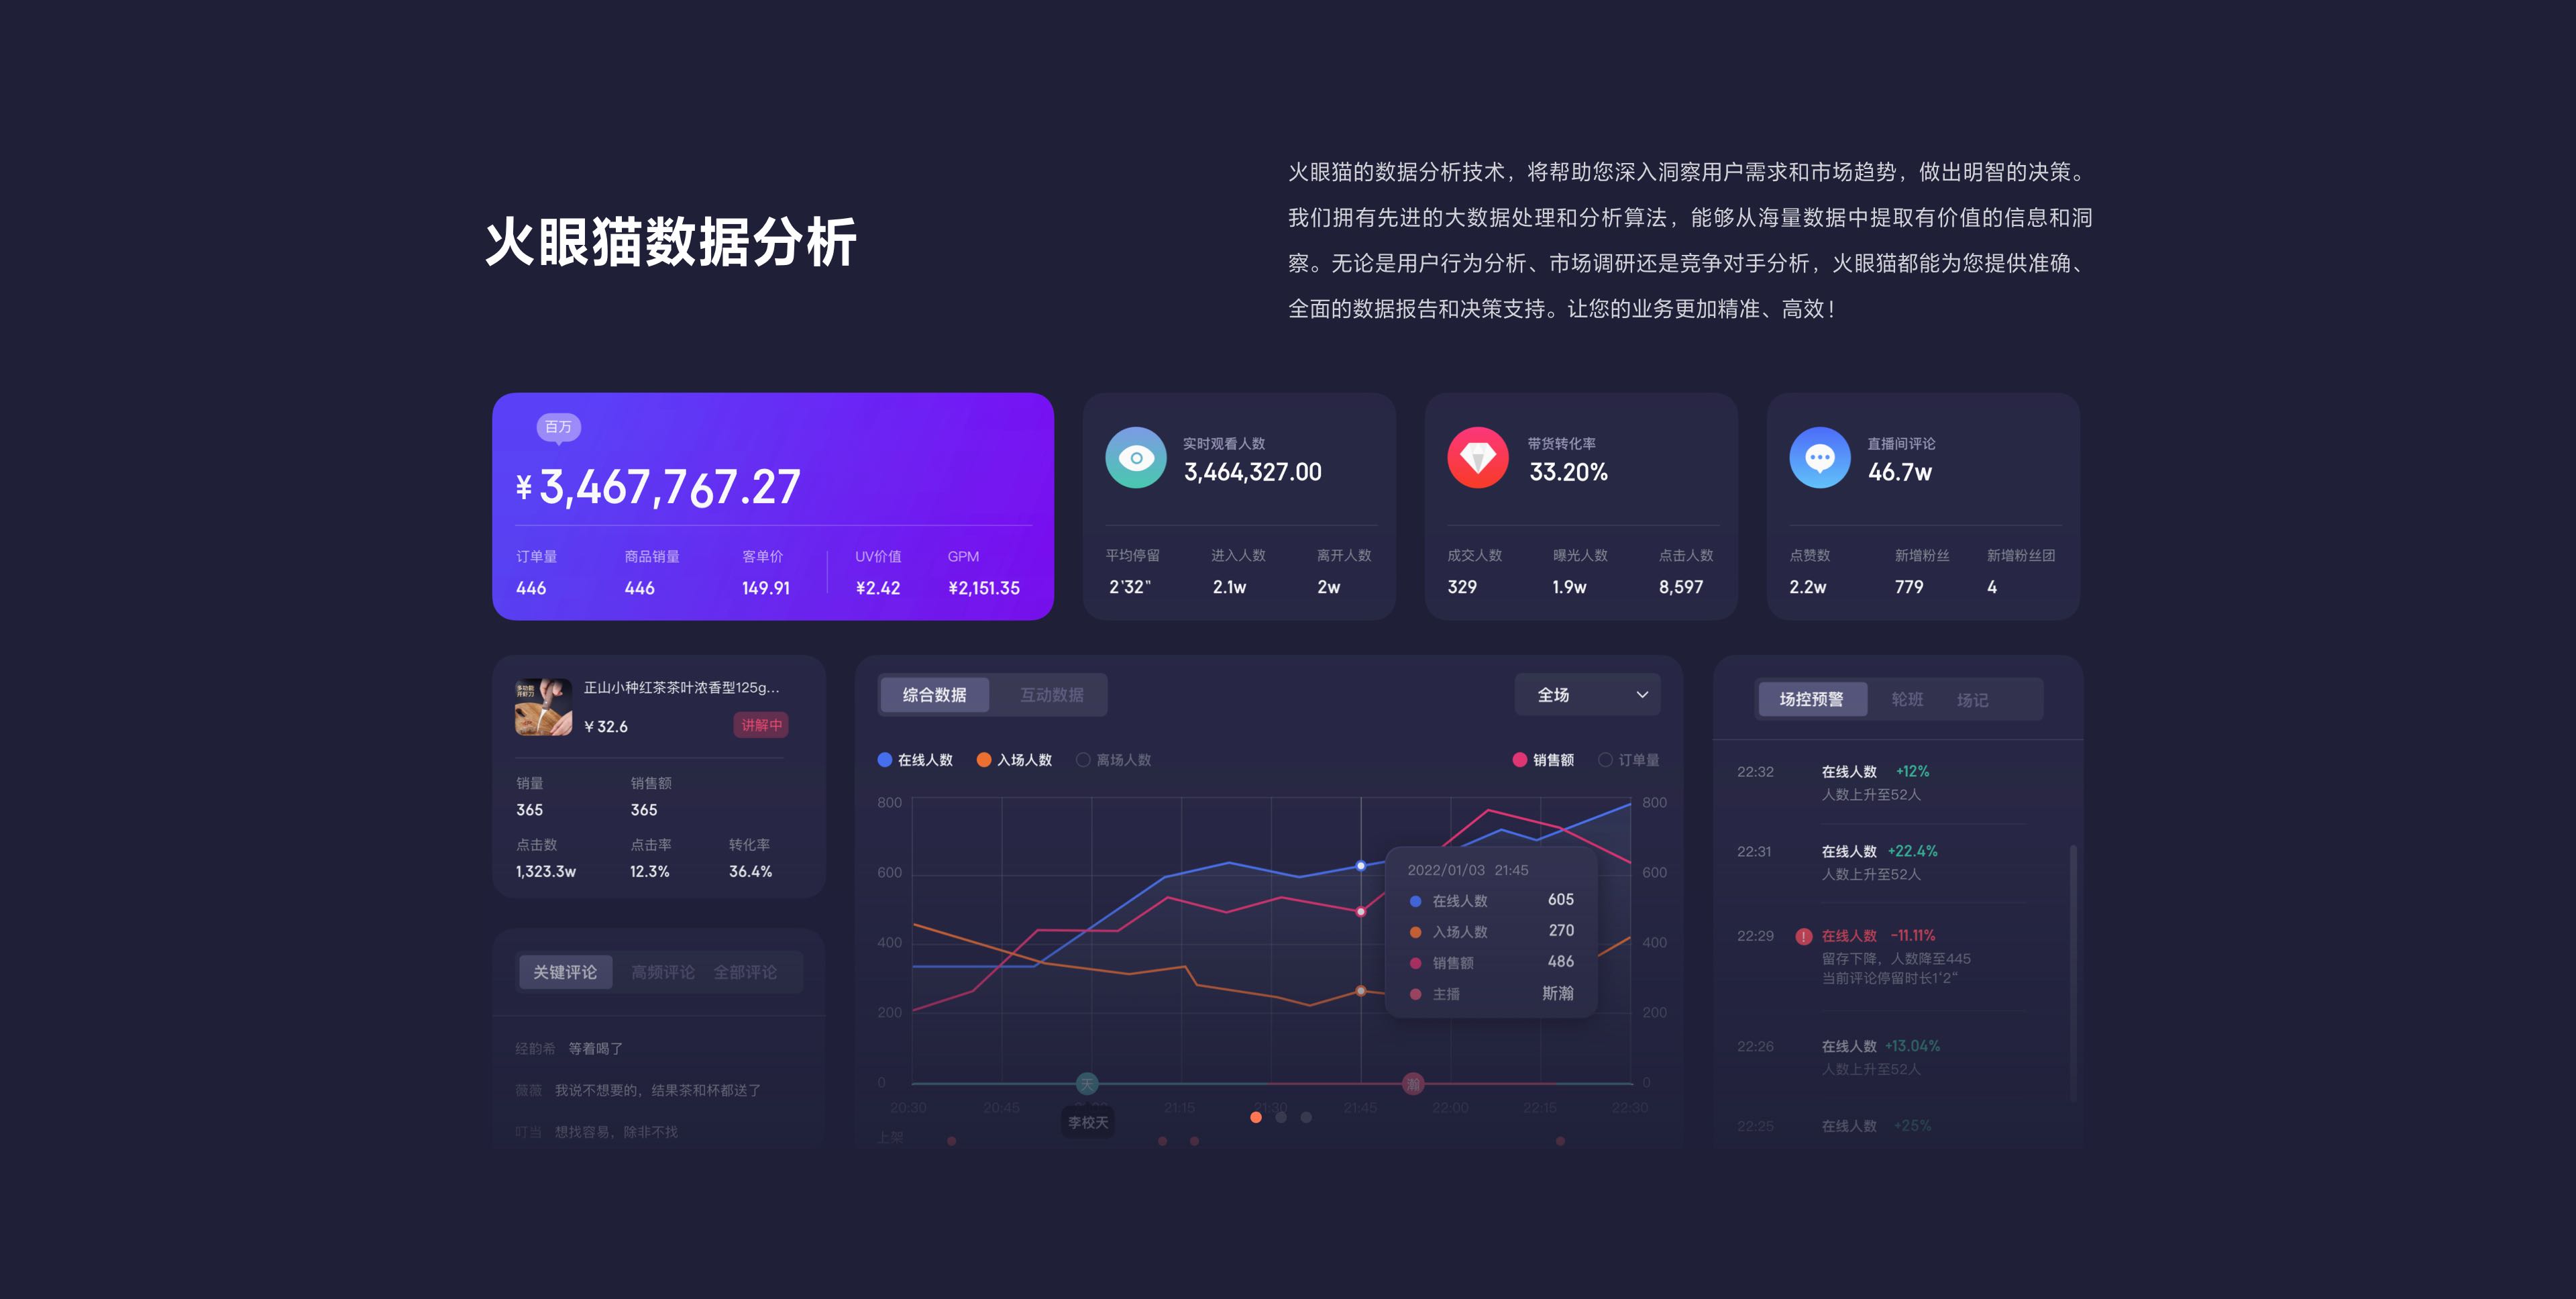 火眼猫数据分析
火眼猫的数据分析技术，将帮助您深入洞察用户需求和市场趋势，做出明智的决策。
我们拥有先进的大数据处理和分析算法，能够从海量数据中提取有价值的信息和洞
察。无论是用户行为分析、市场调研还是竞争对手分析，火眼猫都能为您提供准确、
全面的数据报告和决策支持。让您的业务更加精准、高效！
百万
¥3,467,767.27
订单量 商品销量 客单价 UV价值 GPM
446 446 149.91 ¥2.42 ¥2,151.35
实时观看人数
3,464,327.00
平均停留 进入人数 离开人数
2'32" 2.1w 2w
带货转化率
33.20%
成交人数 曝光人数 点击人数
329 1.9w 8,597
直播间评论
46.7w
点赞数 新增粉丝 新增粉丝团
2.2w 779 4
多功能
开虾刀
正山小种红茶茶叶浓香型125g...
¥32.6 讲解中
销量 销售额
365 365
点击数 点击率 转化率
1,323.3w 12.3% 36.4%
关键评论 高频评论 全部评论
经韵希 等着喝了
薇薇 我说不想要的，结果茶和杯都送了
叮当 想找容易，除非不找
综合数据 互动数据 全场
在线人数 入场人数 离场人数 销售额 订单量
800 800
600 600
400 400
200 200
0 0
2022/01/03 21:45
在线人数 605
入场人数 270
销售额 486
主播 斯瀚
天 瀚
20:30 20:45 21:15 21:30 21:45 22:00 22:15 22:30
李校天
上架
场控预警 轮班 场记
22:32 在线人数 +12%
人数上升至52人
22:31 在线人数 +22.4%
人数上升至52人
22:29 ! 在线人数 -11.11%
留存下降，人数降至445
当前评论停留时长1'2“
22:26 在线人数 +13.04%
人数上升至52人
22:25 在线人数 +25%